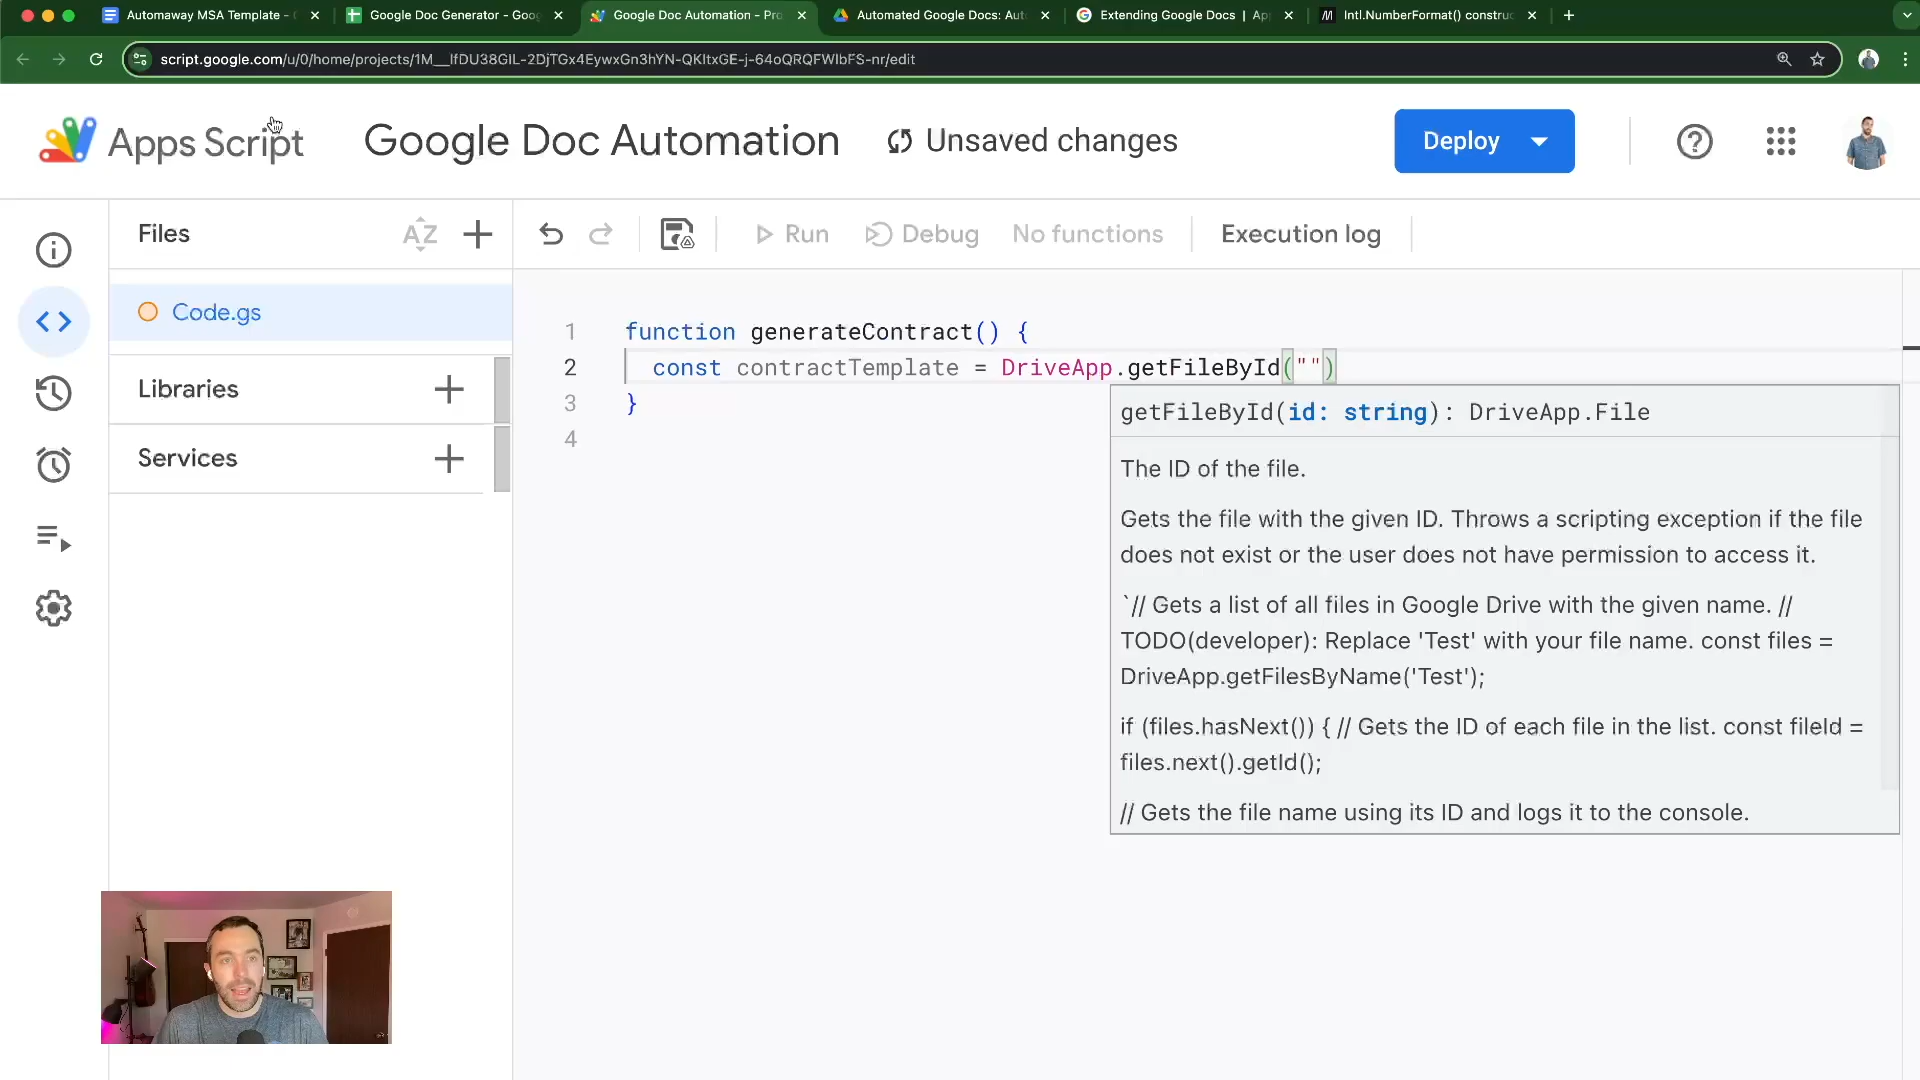 Automaway MSA Template -
Google Doc Generator - Goo
Google Doc Automation - Pro
Automated Google Docs: Aut
Extending Google Docs | Ap
Intl.NumberFormat() construc
script.google.com/u/0/home/projects/1M__IfDU38GIL-2DjTGx4EywxGn3hYN-QKItxGE-j-64oQRQFWIbFS-nr/edit
Apps Script
Google Doc Automation
Unsaved changes
Deploy
Files
AZ
Run
Debug
No functions
Execution log
Code.gs
Libraries
Services
1 function generateContract() {
2 const contractTemplate = DriveApp.getFileById("")
3 }
4
getFileById(id: string): DriveApp.File
The ID of the file.
Gets the file with the given ID. Throws a scripting exception if the file
does not exist or the user does not have permission to access it.
`// Gets a list of all files in Google Drive with the given name. //
TODO(developer): Replace 'Test' with your file name. const files =
DriveApp.getFilesByName('Test');
if (files.hasNext()) { // Gets the ID of each file in the list. const fileId =
files.next().getId();
// Gets the file name using its ID and logs it to the console.